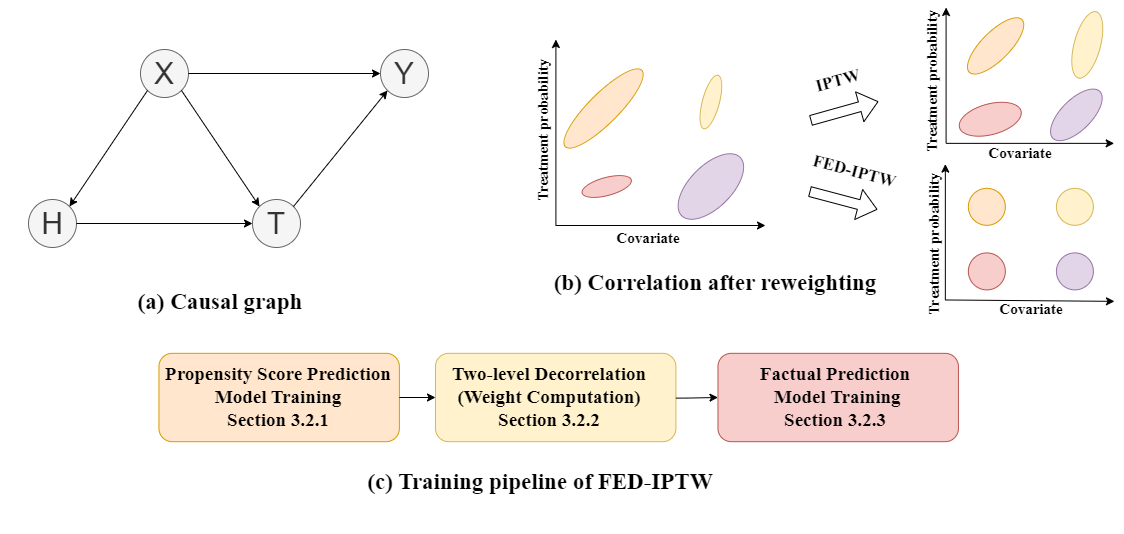 X
Y
H
T
(a) Causal graph
Treatment probability
Covariate
IPTW
FED-IPTW
Treatment probability
Covariate
Treatment probability
Covariate
(b) Correlation after reweighting
Propensity Score Prediction
Model Training
Section 3.2.1
Two-level Decorrelation
(Weight Computation)
Section 3.2.2
Factual Prediction
Model Training
Section 3.2.3
(c) Training pipeline of FED-IPTW